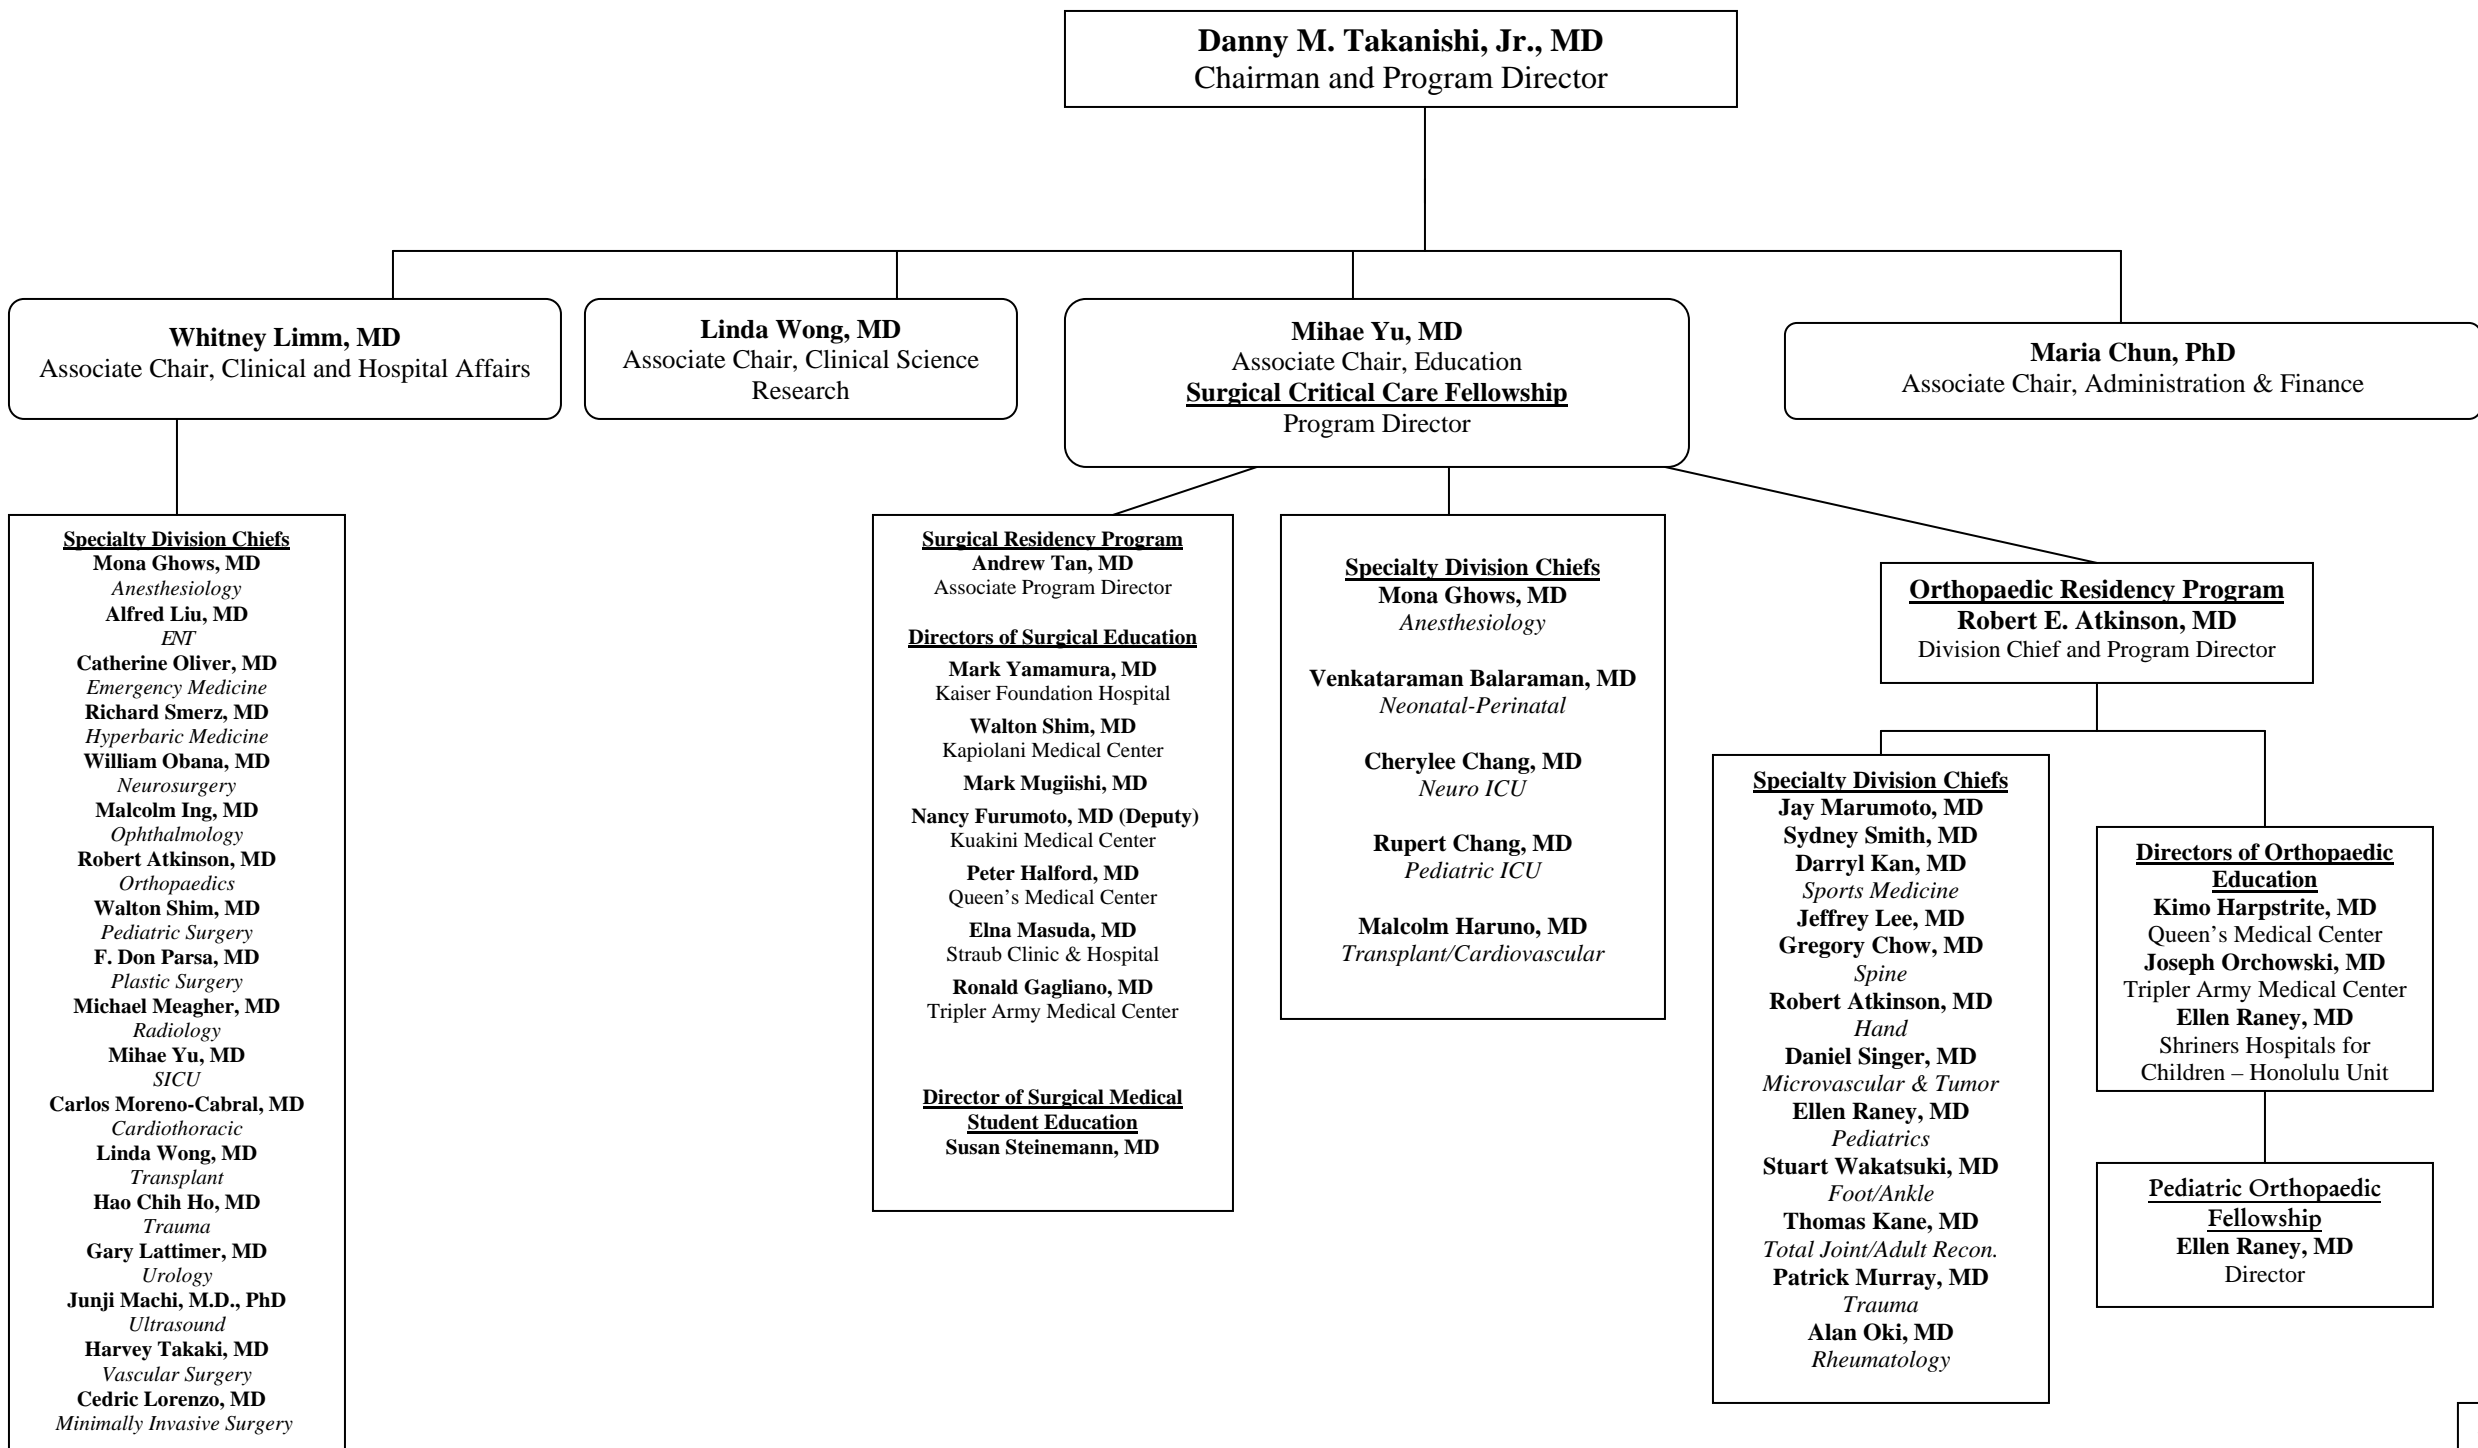 Danny M. Takanishi, Jr., MD
Chairman and Program Director
Whitney Limm, MD
Associate Chair, Clinical and Hospital Affairs
Linda Wong, MD
Associate Chair, Clinical Science
Research
Mihae Yu, MD
Associate Chair, Education
Surgical Critical Care Fellowship
Program Director
Maria Chun, PhD
Associate Chair, Administration & Finance
Specialty Division Chiefs
Mona Ghows, MD
Anesthesiology
Alfred Liu, MD
ENT
Catherine Oliver, MD
Emergency Medicine
Richard Smerz, MD
Hyperbaric Medicine
William Obana, MD
Neurosurgery
Malcolm Ing, MD
Ophthalmology
Robert Atkinson, MD
Orthopaedics
Walton Shim, MD
Pediatric Surgery
F. Don Parsa, MD
Plastic Surgery
Michael Meagher, MD
Radiology
Mihae Yu, MD
SICU
Carlos Moreno-Cabral, MD
Cardiothoracic
Linda Wong, MD
Transplant
Hao Chih Ho, MD
Trauma
Gary Lattimer, MD
Urology
Junji Machi, M.D., PhD
Ultrasound
Harvey Takaki, MD
Vascular Surgery
Cedric Lorenzo, MD
Minimally Invasive Surgery
Surgical Residency Program
Andrew Tan, MD
Associate Program Director
Directors of Surgical Education
Mark Yamamura, MD
Kaiser Foundation Hospital
Walton Shim, MD
Kapiolani Medical Center
Mark Mugiishi, MD
Nancy Furumoto, MD (Deputy)
Kuakini Medical Center
Peter Halford, MD
Queen’s Medical Center
Elna Masuda, MD
Straub Clinic & Hospital
Ronald Gagliano, MD
Tripler Army Medical Center
Director of Surgical Medical
Student Education
Susan Steinemann, MD
Specialty Division Chiefs
Mona Ghows, MD
Anesthesiology
Venkataraman Balaraman, MD
Neonatal-Perinatal
Cherylee Chang, MD
Neuro ICU
Rupert Chang, MD
Pediatric ICU
Malcolm Haruno, MD
Transplant/Cardiovascular
Orthopaedic Residency Program
Robert E. Atkinson, MD
Division Chief and Program Director
Specialty Division Chiefs
Jay Marumoto, MD
Sydney Smith, MD
Darryl Kan, MD
Sports Medicine
Jeffrey Lee, MD
Gregory Chow, MD
Spine
Robert Atkinson, MD
Hand
Daniel Singer, MD
Microvascular & Tumor
Ellen Raney, MD
Pediatrics
Stuart Wakatsuki, MD
Foot/Ankle
Thomas Kane, MD
Total Joint/Adult Recon.
Patrick Murray, MD
Trauma
Alan Oki, MD
Rheumatology
Directors of Orthopaedic
Education
Kimo Harpstrite, MD
Queen’s Medical Center
Joseph Orchowski, MD
Tripler Army Medical Center
Ellen Raney, MD
Shriners Hospitals for
Children – Honolulu Unit
Pediatric Orthopaedic
Fellowship
Ellen Raney, MD
Director